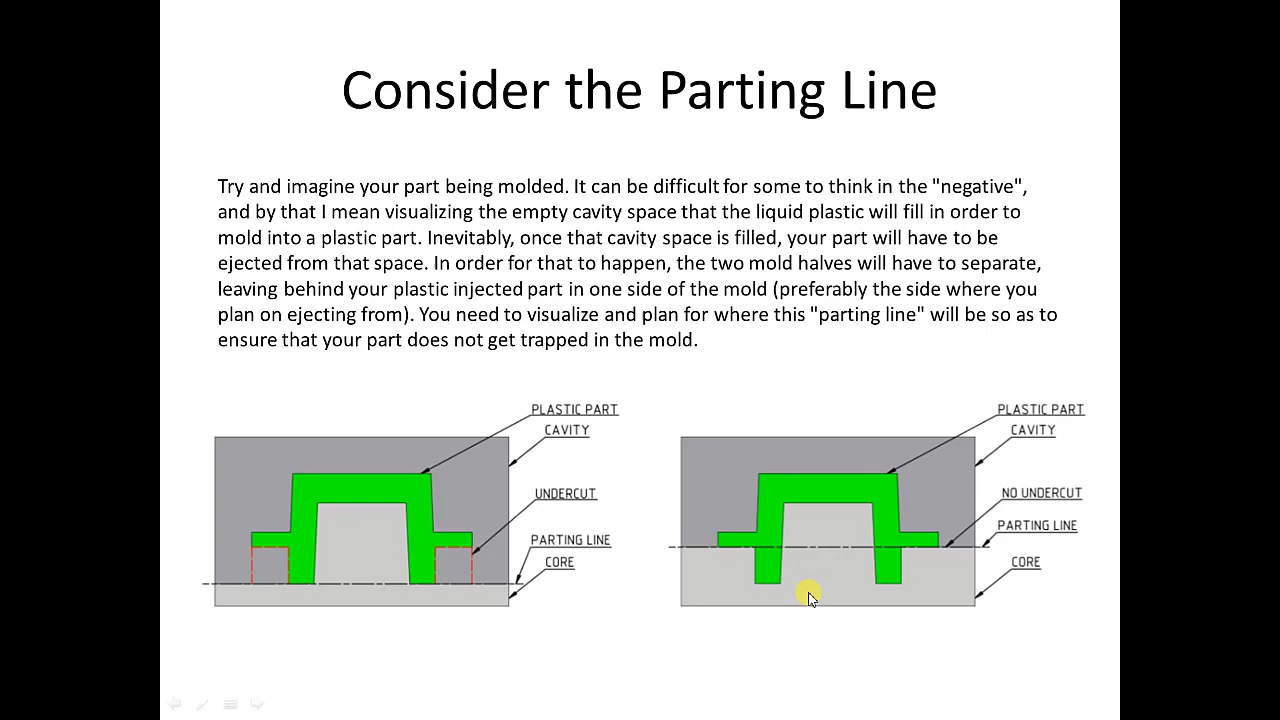 Consider the Parting Line
Try and imagine your part being molded. It can be difficult for some to think in the "negative",
and by that I mean visualizing the empty cavity space that the liquid plastic will fill in order to
mold into a plastic part. Inevitably, once that cavity space is filled, your part will have to be
ejected from that space. In order for that to happen, the two mold halves will have to separate,
leaving behind your plastic injected part in one side of the mold (preferably the side where you
plan on ejecting from). You need to visualize and plan for where this "parting line" will be so as to
ensure that your part does not get trapped in the mold.
PLASTIC PART
CAVITY
UNDERCUT
PARTING LINE
CORE
PLASTIC PART
CAVITY
NO UNDERCUT
PARTING LINE
CORE